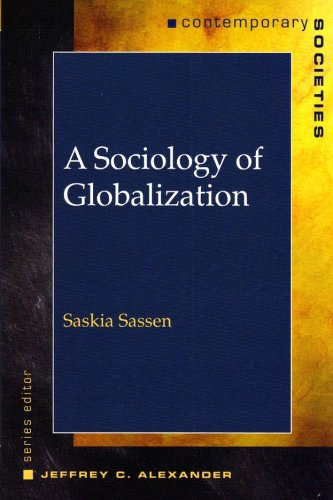 contemporary
SOCIETIES
A Sociology of
Globalization
Saskia Sassen
series editor
JEFFREY C. ALEXANDER